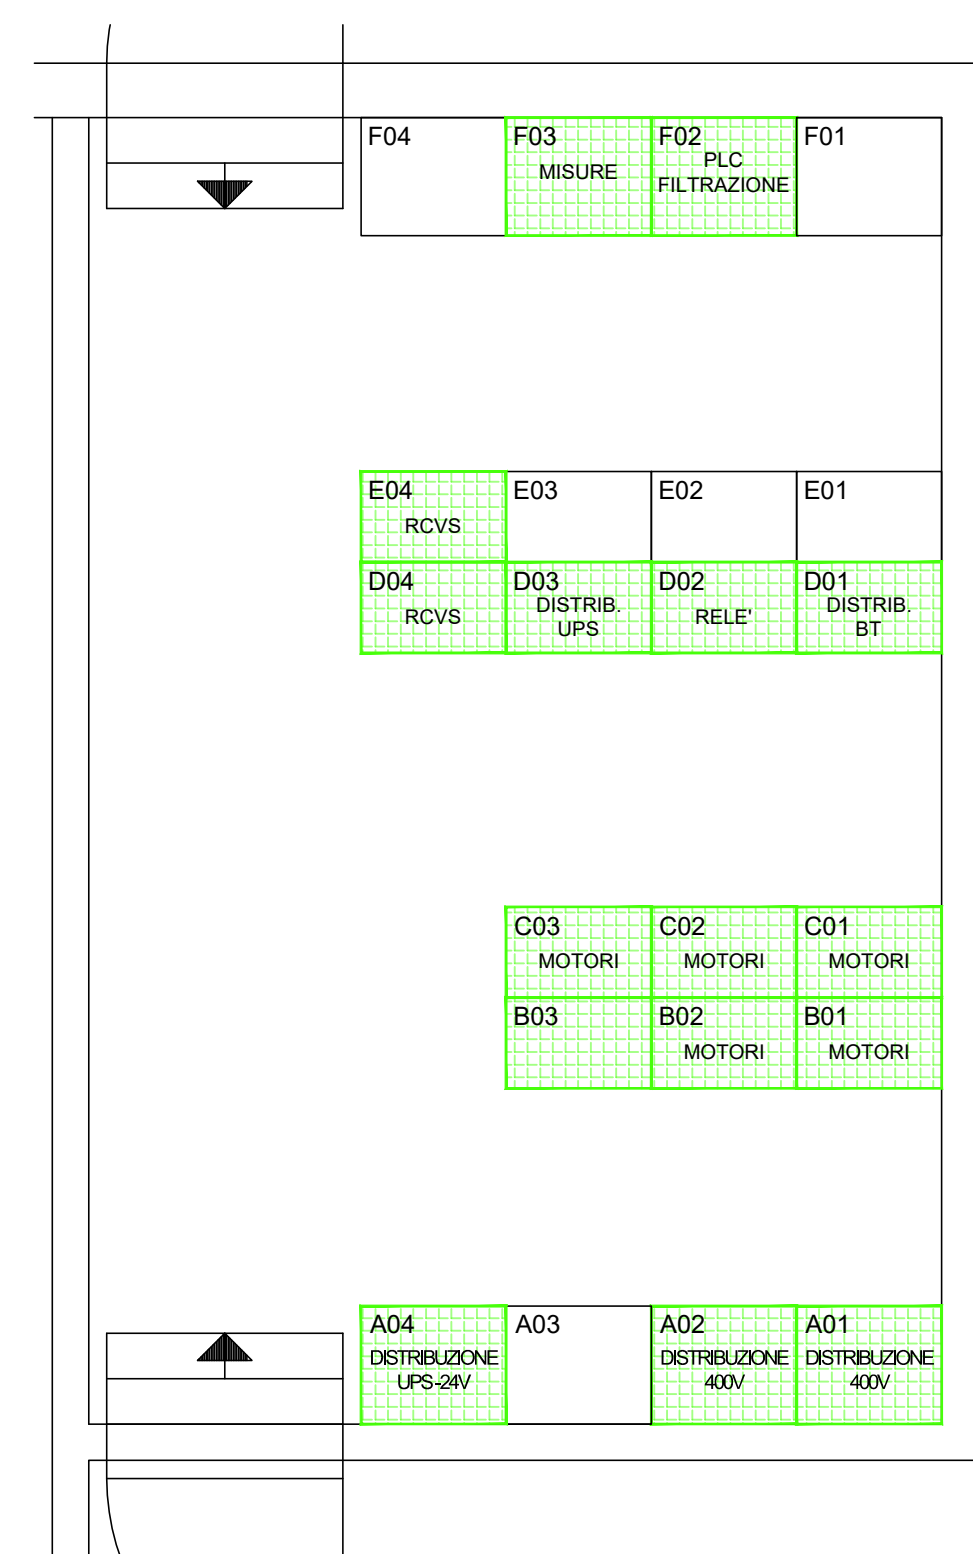 F04
F03
MISURE
F02
PLC
FILTRAZIONE
F01
E04
RCVS
E03
E02
E01
D04
RCVS
D03
DISTRIB.
UPS
D02
RELE'
D01
DISTRIB.
BT
C03
MOTORI
C02
MOTORI
C01
MOTORI
B03
B02
MOTORI
B01
MOTORI
A04
DISTRIBUZIONE
UPS-24V
A03
A02
DISTRIBUZIONE
400V
A01
DISTRIBUZIONE
400V